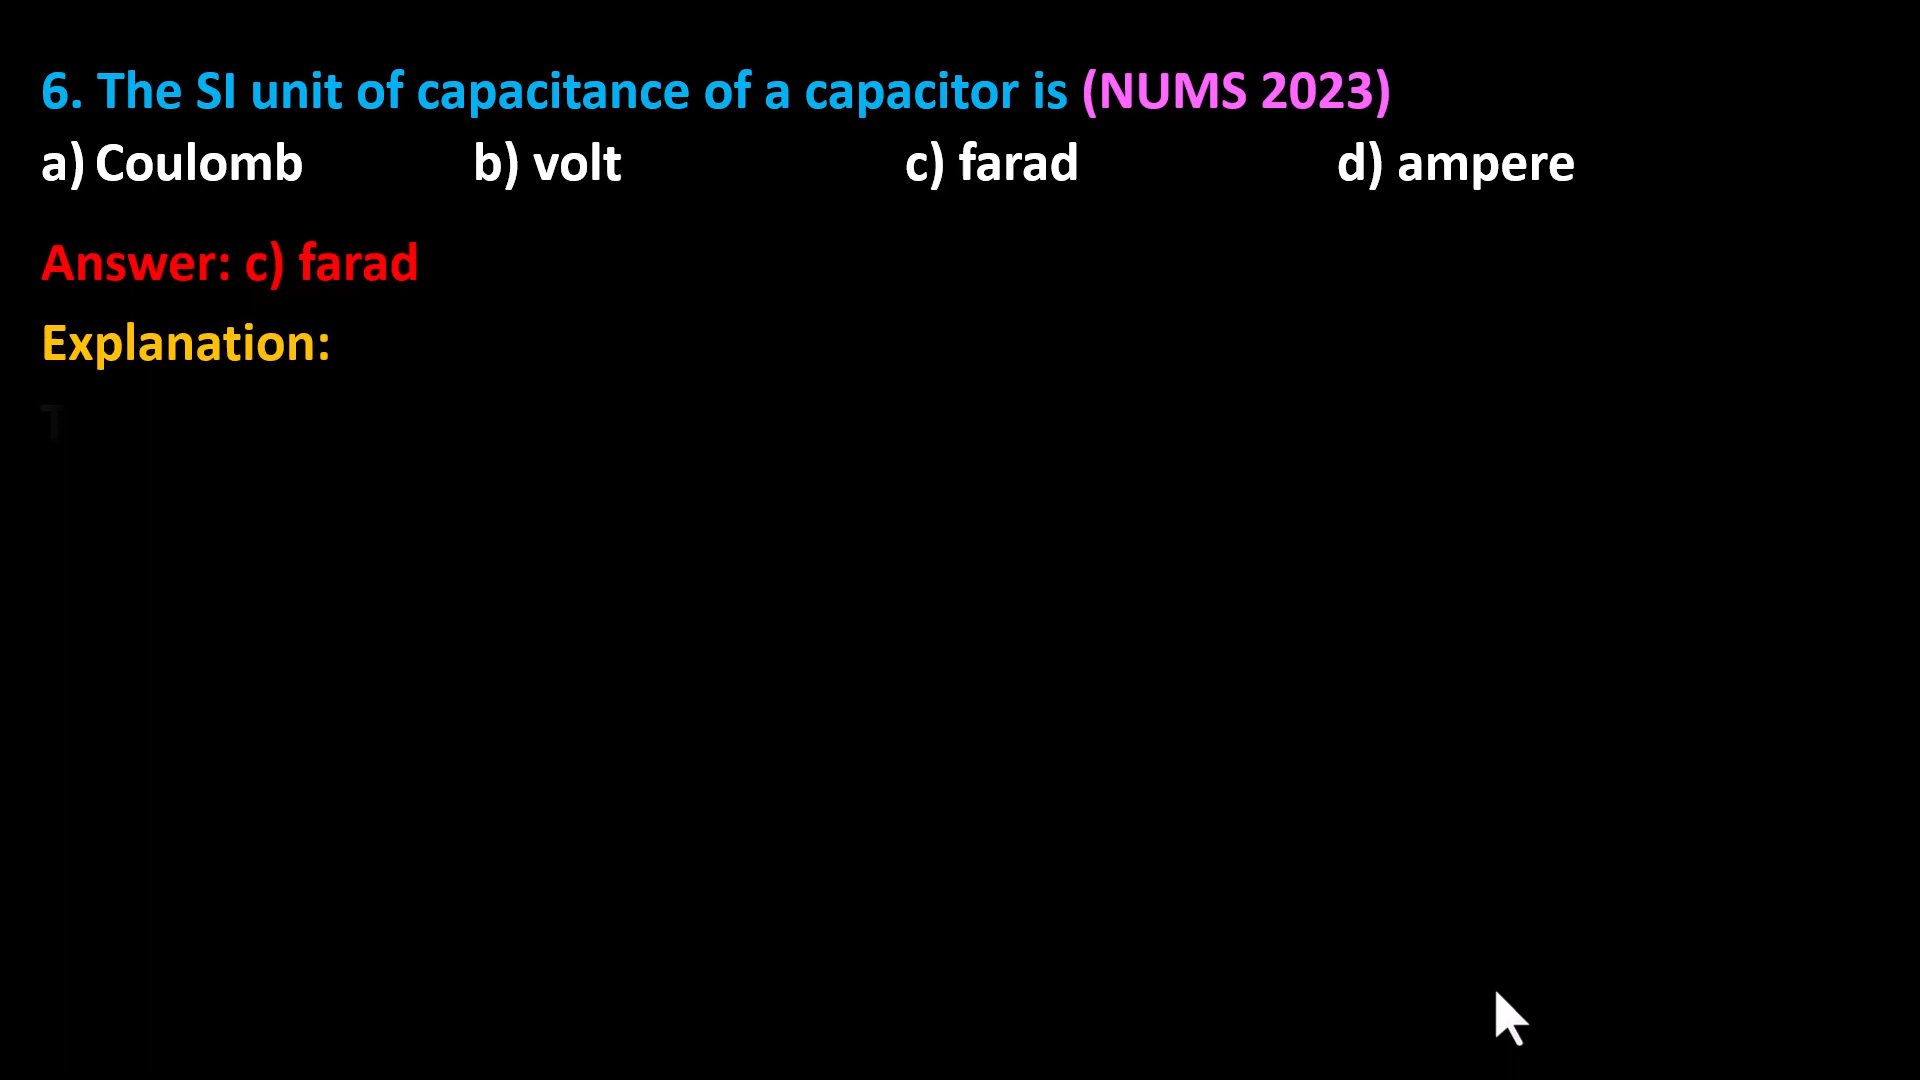 6. The SI unit of capacitance of a capacitor is (NUMS 2023)
a) Coulomb b) volt c) farad d) ampere
Answer: c) farad
Explanation:
T